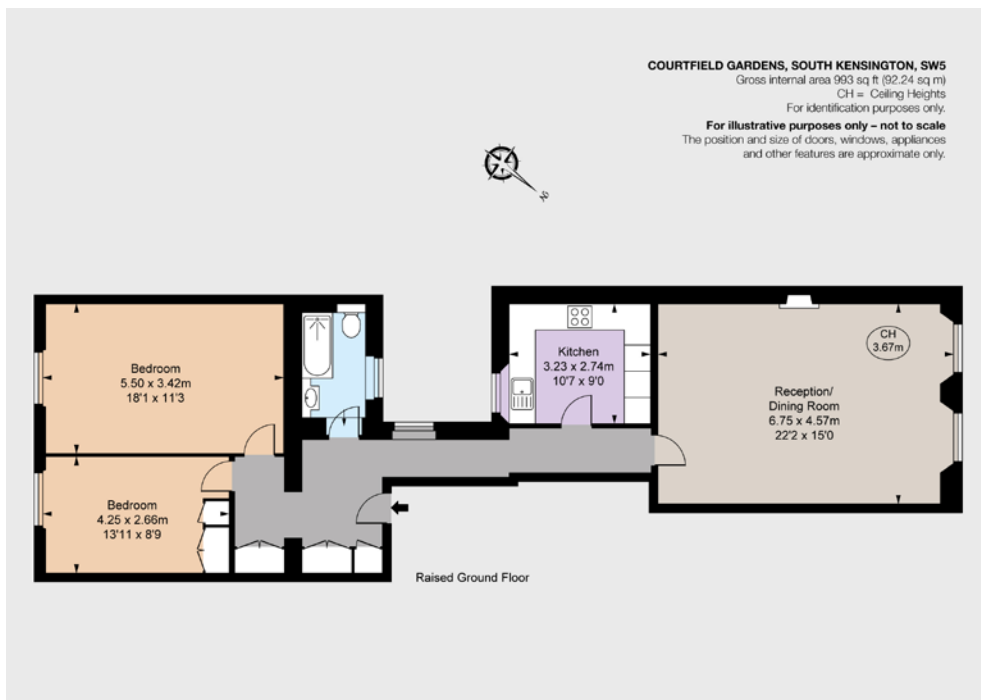 COURTFIELD GARDENS, SOUTH KENSINGTON, SW5
Gross internal area 993 sq ft (92.24 sq m)
CH = Ceiling Heights
For identification purposes only.
For illustrative purposes only – not to scale
The position and size of doors, windows, appliances
and other features are approximate only.
N
Bedroom
5.50 x 3.42m
18'1 x 11'3
Kitchen
3.23 x 2.74m
10'7 x 9'0
CH
3.67m
Reception/
Dining Room
6.75 x 4.57m
22'2 x 15'0
Bedroom
4.25 x 2.66m
13'11 x 8'9
Raised Ground Floor